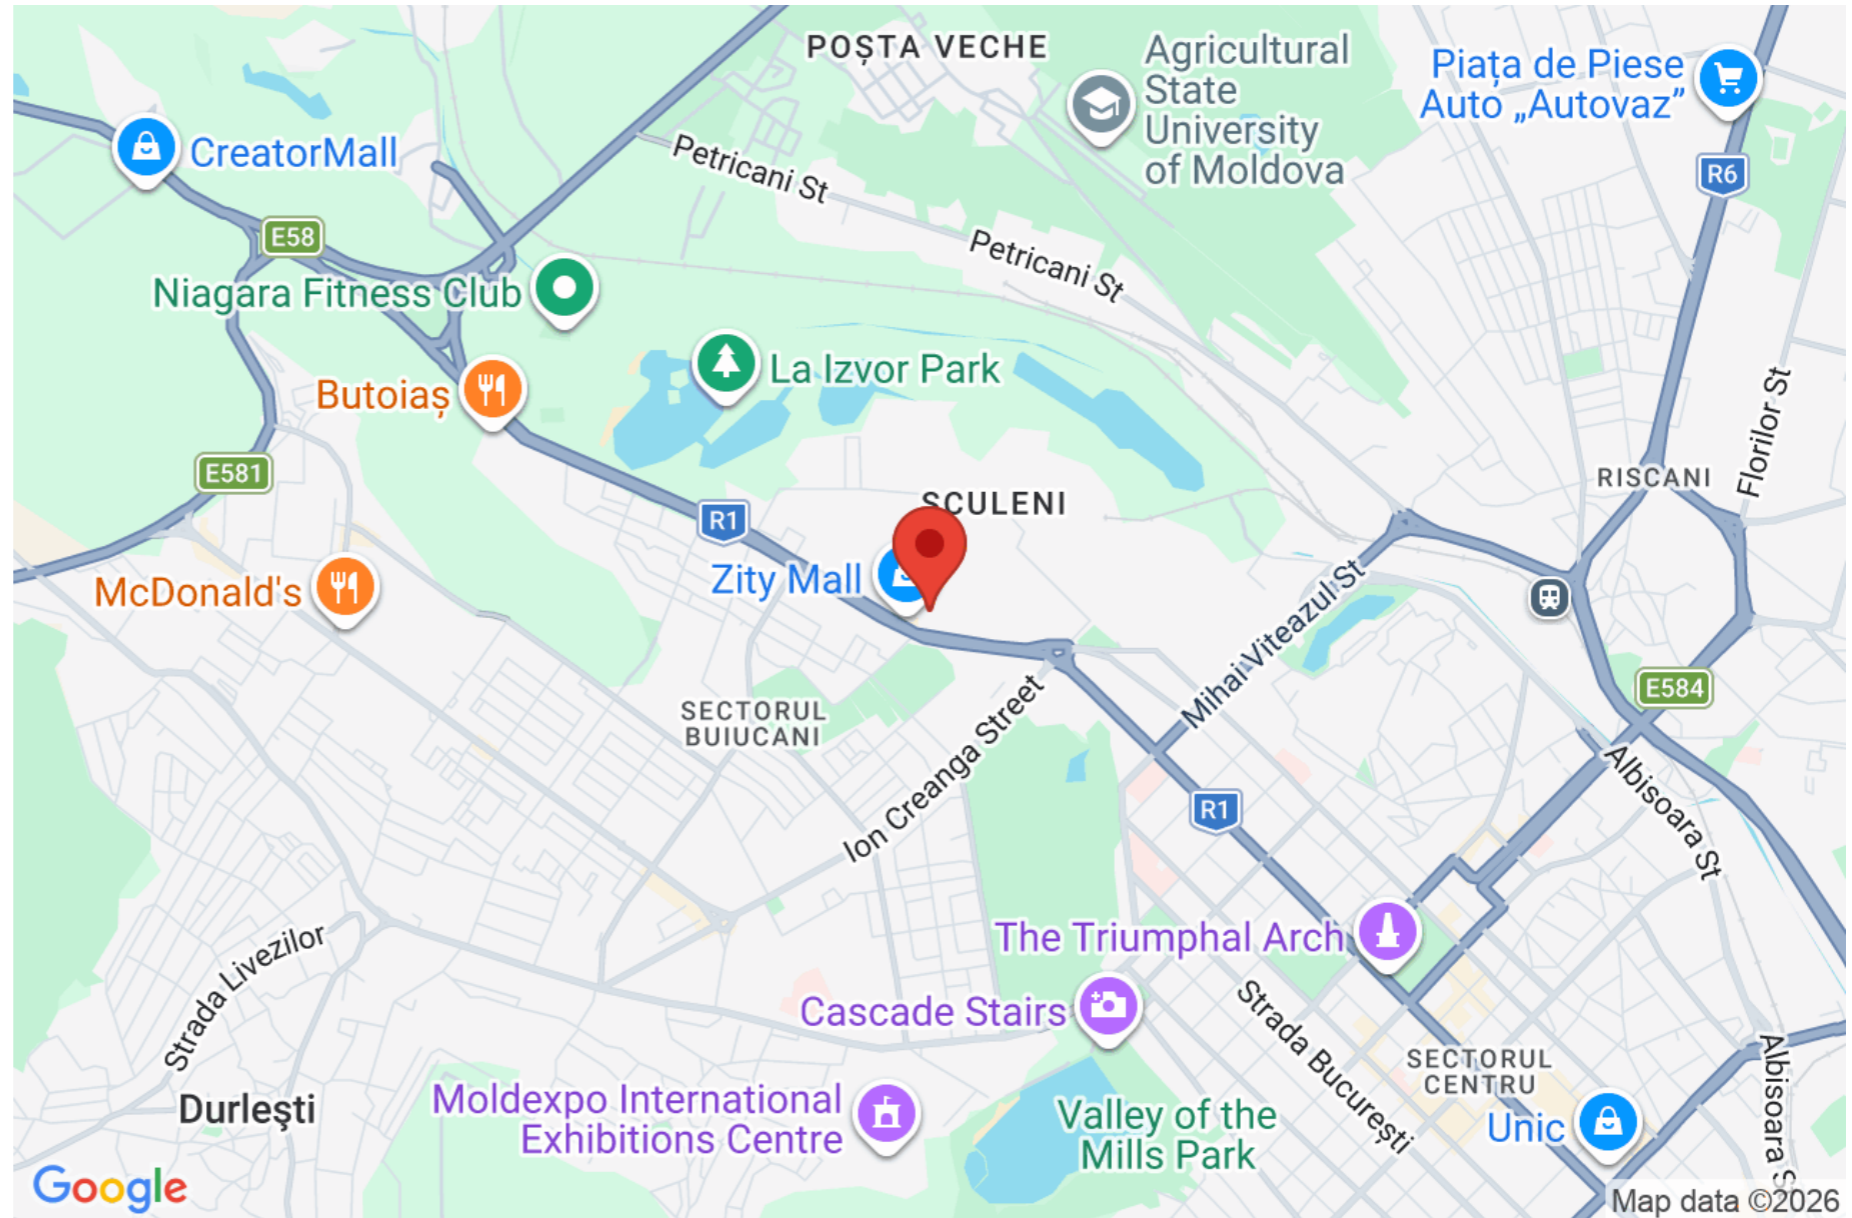 POȘTA VECHE
Agricultural
State
University
of Moldova
Piața de Piese
Auto „Autovaz”
CreatorMall
Petricani St
R6
E58
Petricani St
Niagara Fitness Club
La Izvor Park
Butoiaș
Florilor St
E581
RISCANI
SCULENI
R1
Zity Mall
McDonald's
Mihai Viteazul St
E584
SECTORUL
BUIUCANI
Ion Creanga Street
R1
Albisoara St
The Triumphal Arch
Strada Livezilor
Cascade Stairs
Strada București
SECTORUL
CENTRU
Albisoara S
Durleşti
Moldexpo International
Exhibitions Centre
Valley of the
Mills Park
Unic
Google
Map data ©2026